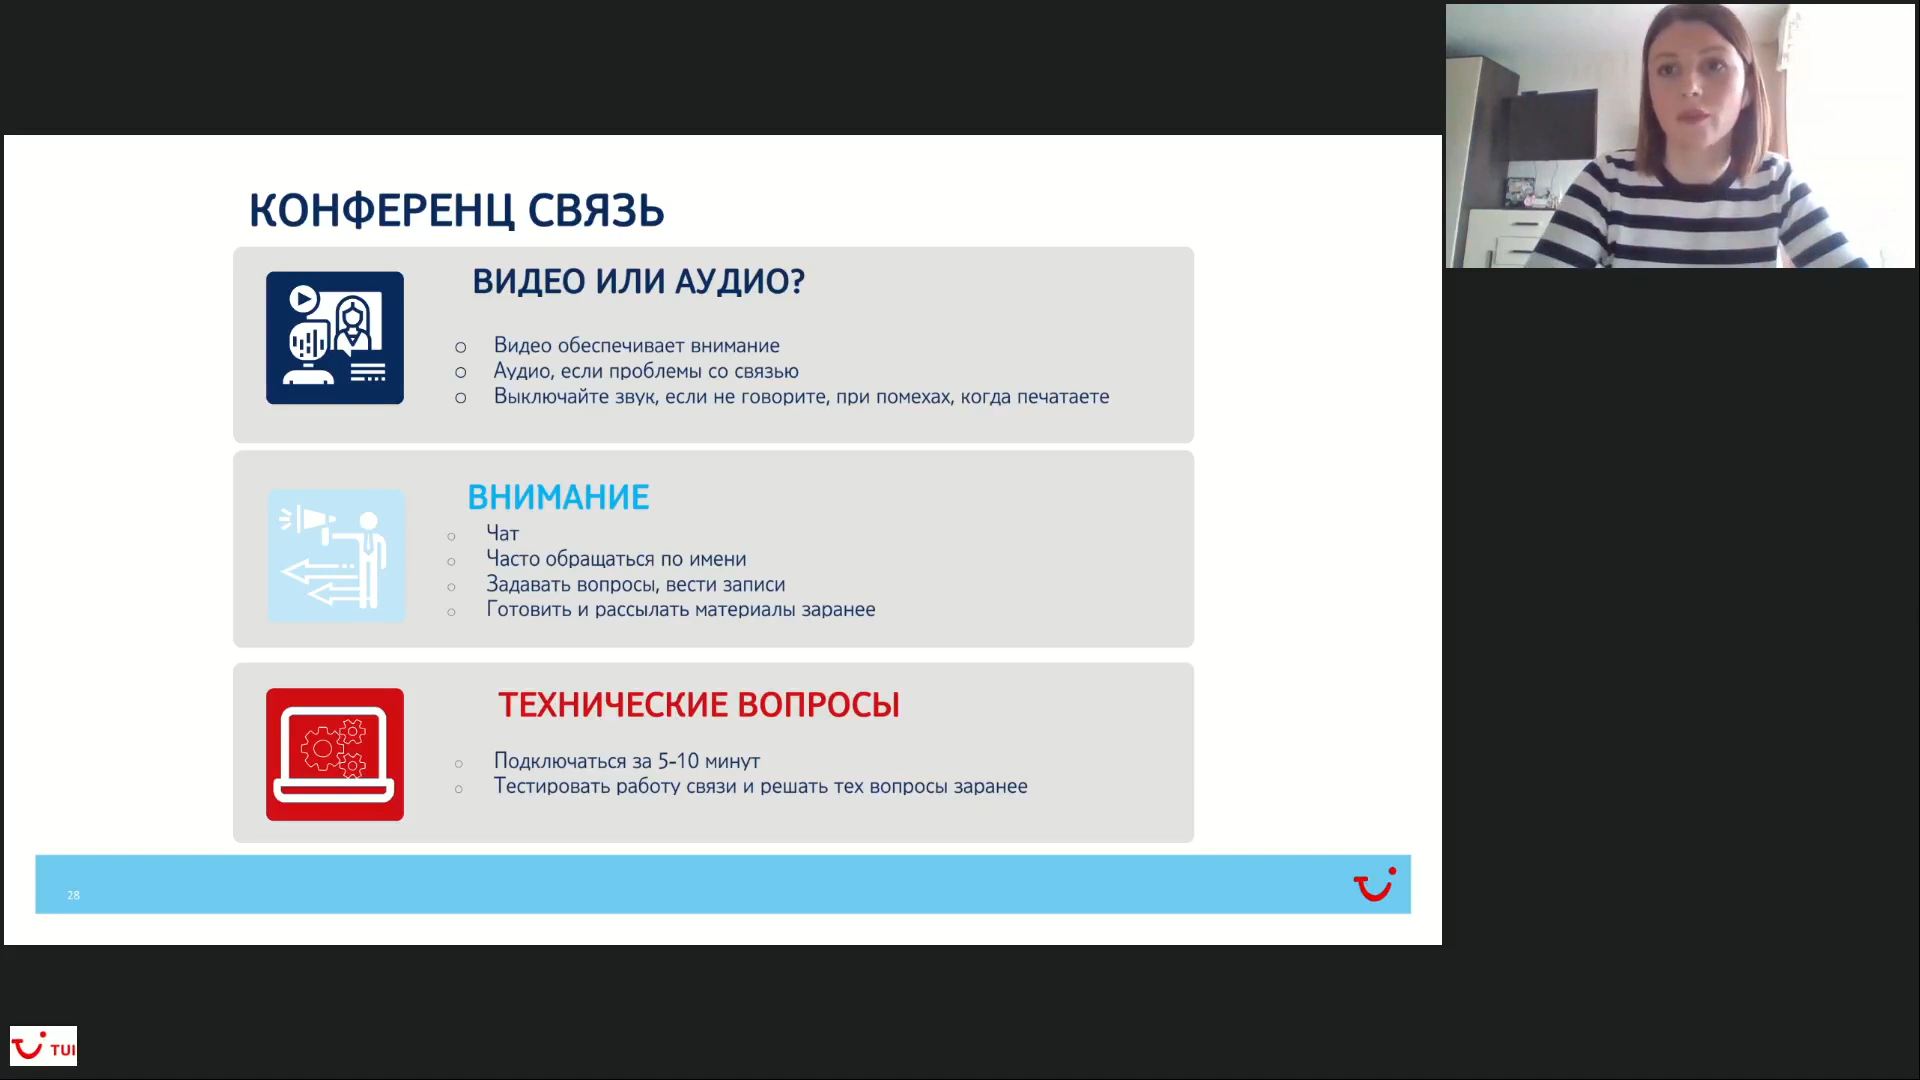 КОНФЕРЕНЦ СВЯЗЬ
ВИДЕО ИЛИ АУДИО?
Видео обеспечивает внимание
Аудио, если проблемы со связью
Выключайте звук, если не говорите, при помехах, когда печатаете
ВНИМАНИЕ
Чат
Часто обращаться по имени
Задавать вопросы, вести записи
Готовить и рассылать материалы заранее
ТЕХНИЧЕСКИЕ ВОПРОСЫ
Подключаться за 5-10 минут
Тестировать работу связи и решать тех вопросы заранее
28
TUI